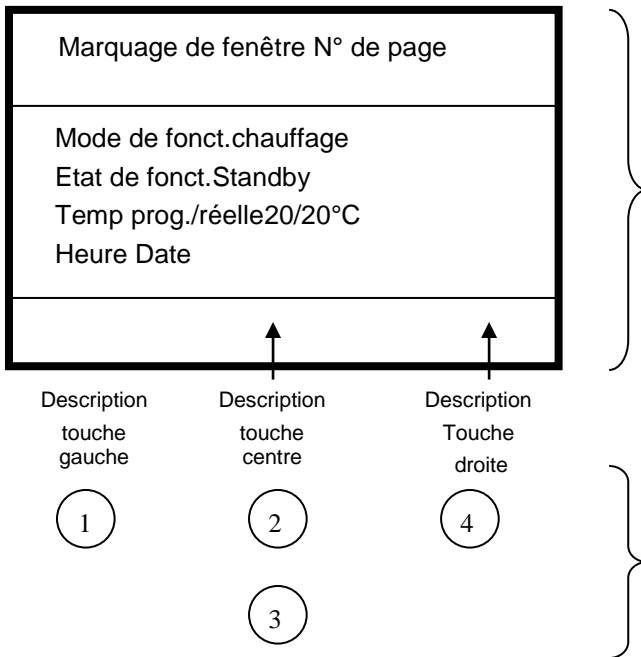 Marquage de fenêtre N° de page
Mode de fonct.chauffage
Etat de fonct.Standby
Temp prog./réelle20/20°C
Heure Date
Description
touche
gauche
Description
touche
centre
Description
Touche
droite
1
2
4
3